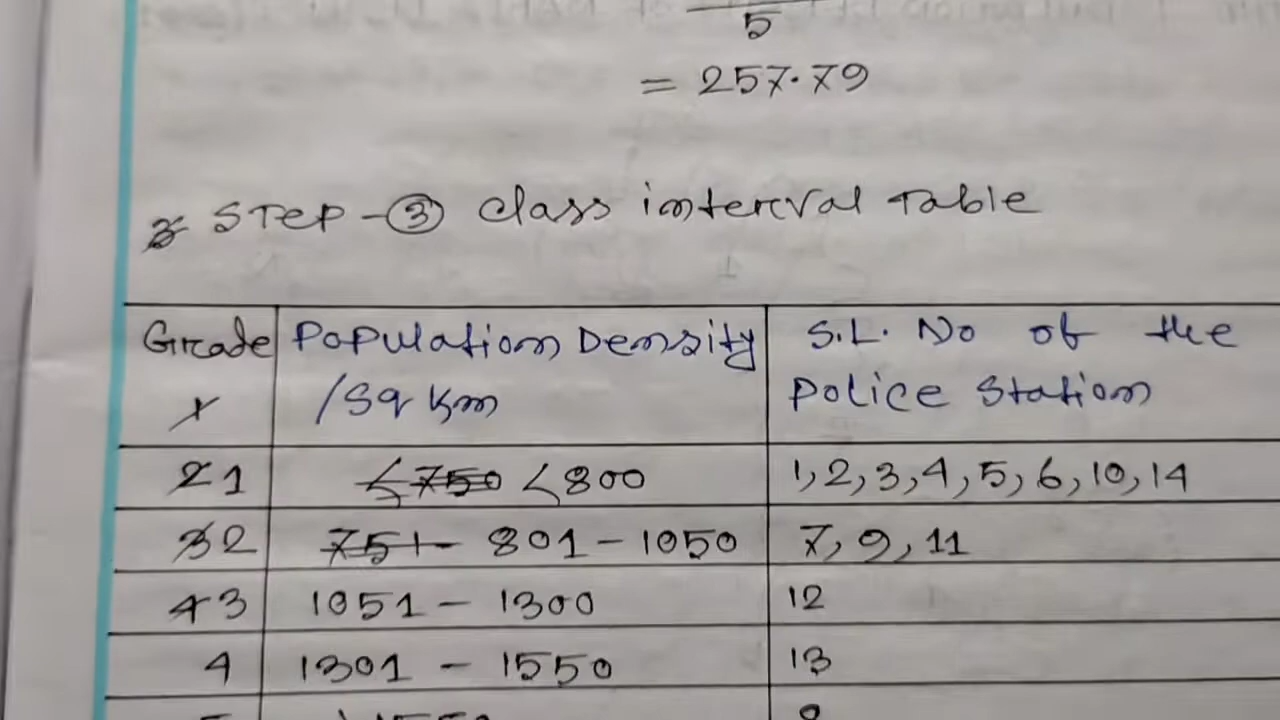 5
= 257.79
STEP - ③ Class interval Table
Grade Population Density /Sq Km S.L. No of the Police Station
1 <750 <800 1,2,3,4,5,6,10,14
2 751- 801 - 1050 7, 9, 11
3 1051 - 1300 12
4 1301 - 1550 13